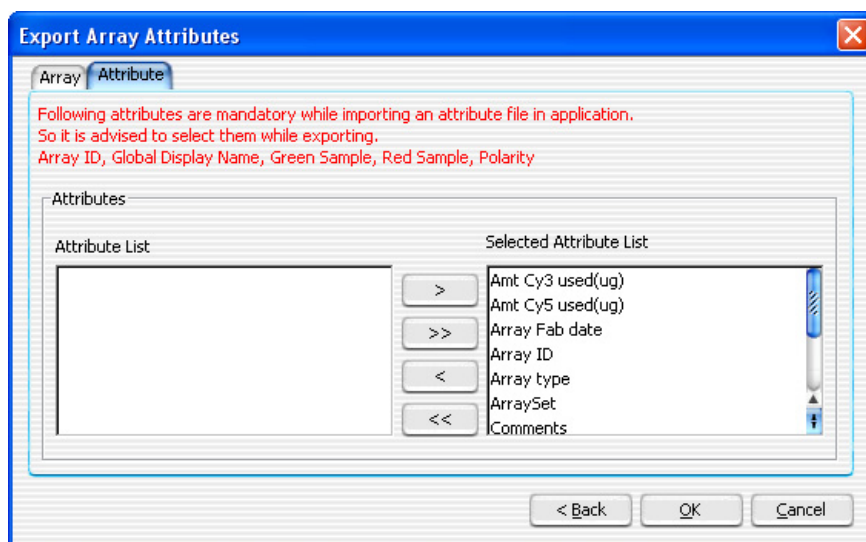 Export Array Attributes
Array
Attribute
Following attributes are mandatory while importing an attribute file in application.
So it is advised to select them while exporting.
Array ID, Global Display Name, Green Sample, Red Sample, Polarity
Attributes
Attribute List
Selected Attribute List
>
>>
<
<<
Amt Cy3 used(ug)
Amt Cy5 used(ug)
Array Fab date
Array ID
Array type
ArraySet
Comments
< Back
OK
Cancel